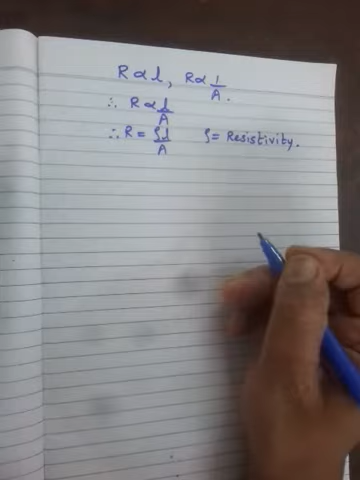 R ∝ l, R ∝ 1/A.
∴ R ∝ l/A
∴ R = ρl/A ρ = Resistivity.